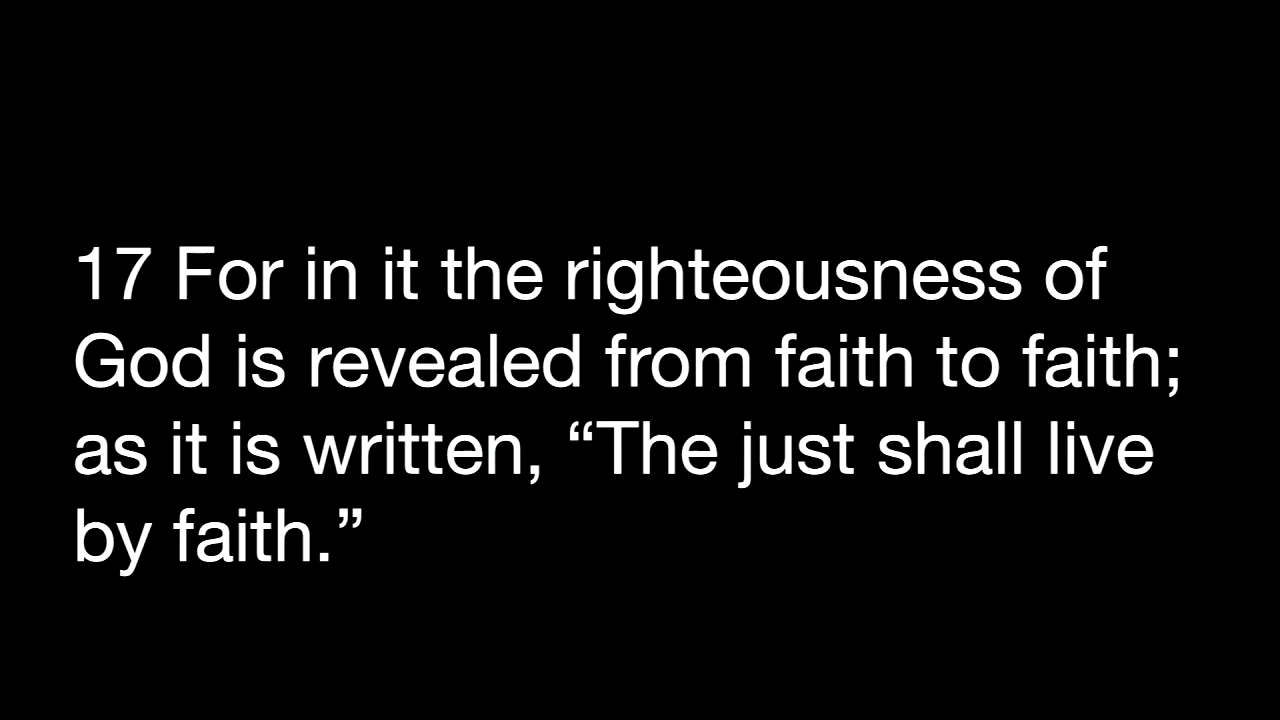 17 For in it the righteousness of
God is revealed from faith to faith;
as it is written, “The just shall live
by faith.”